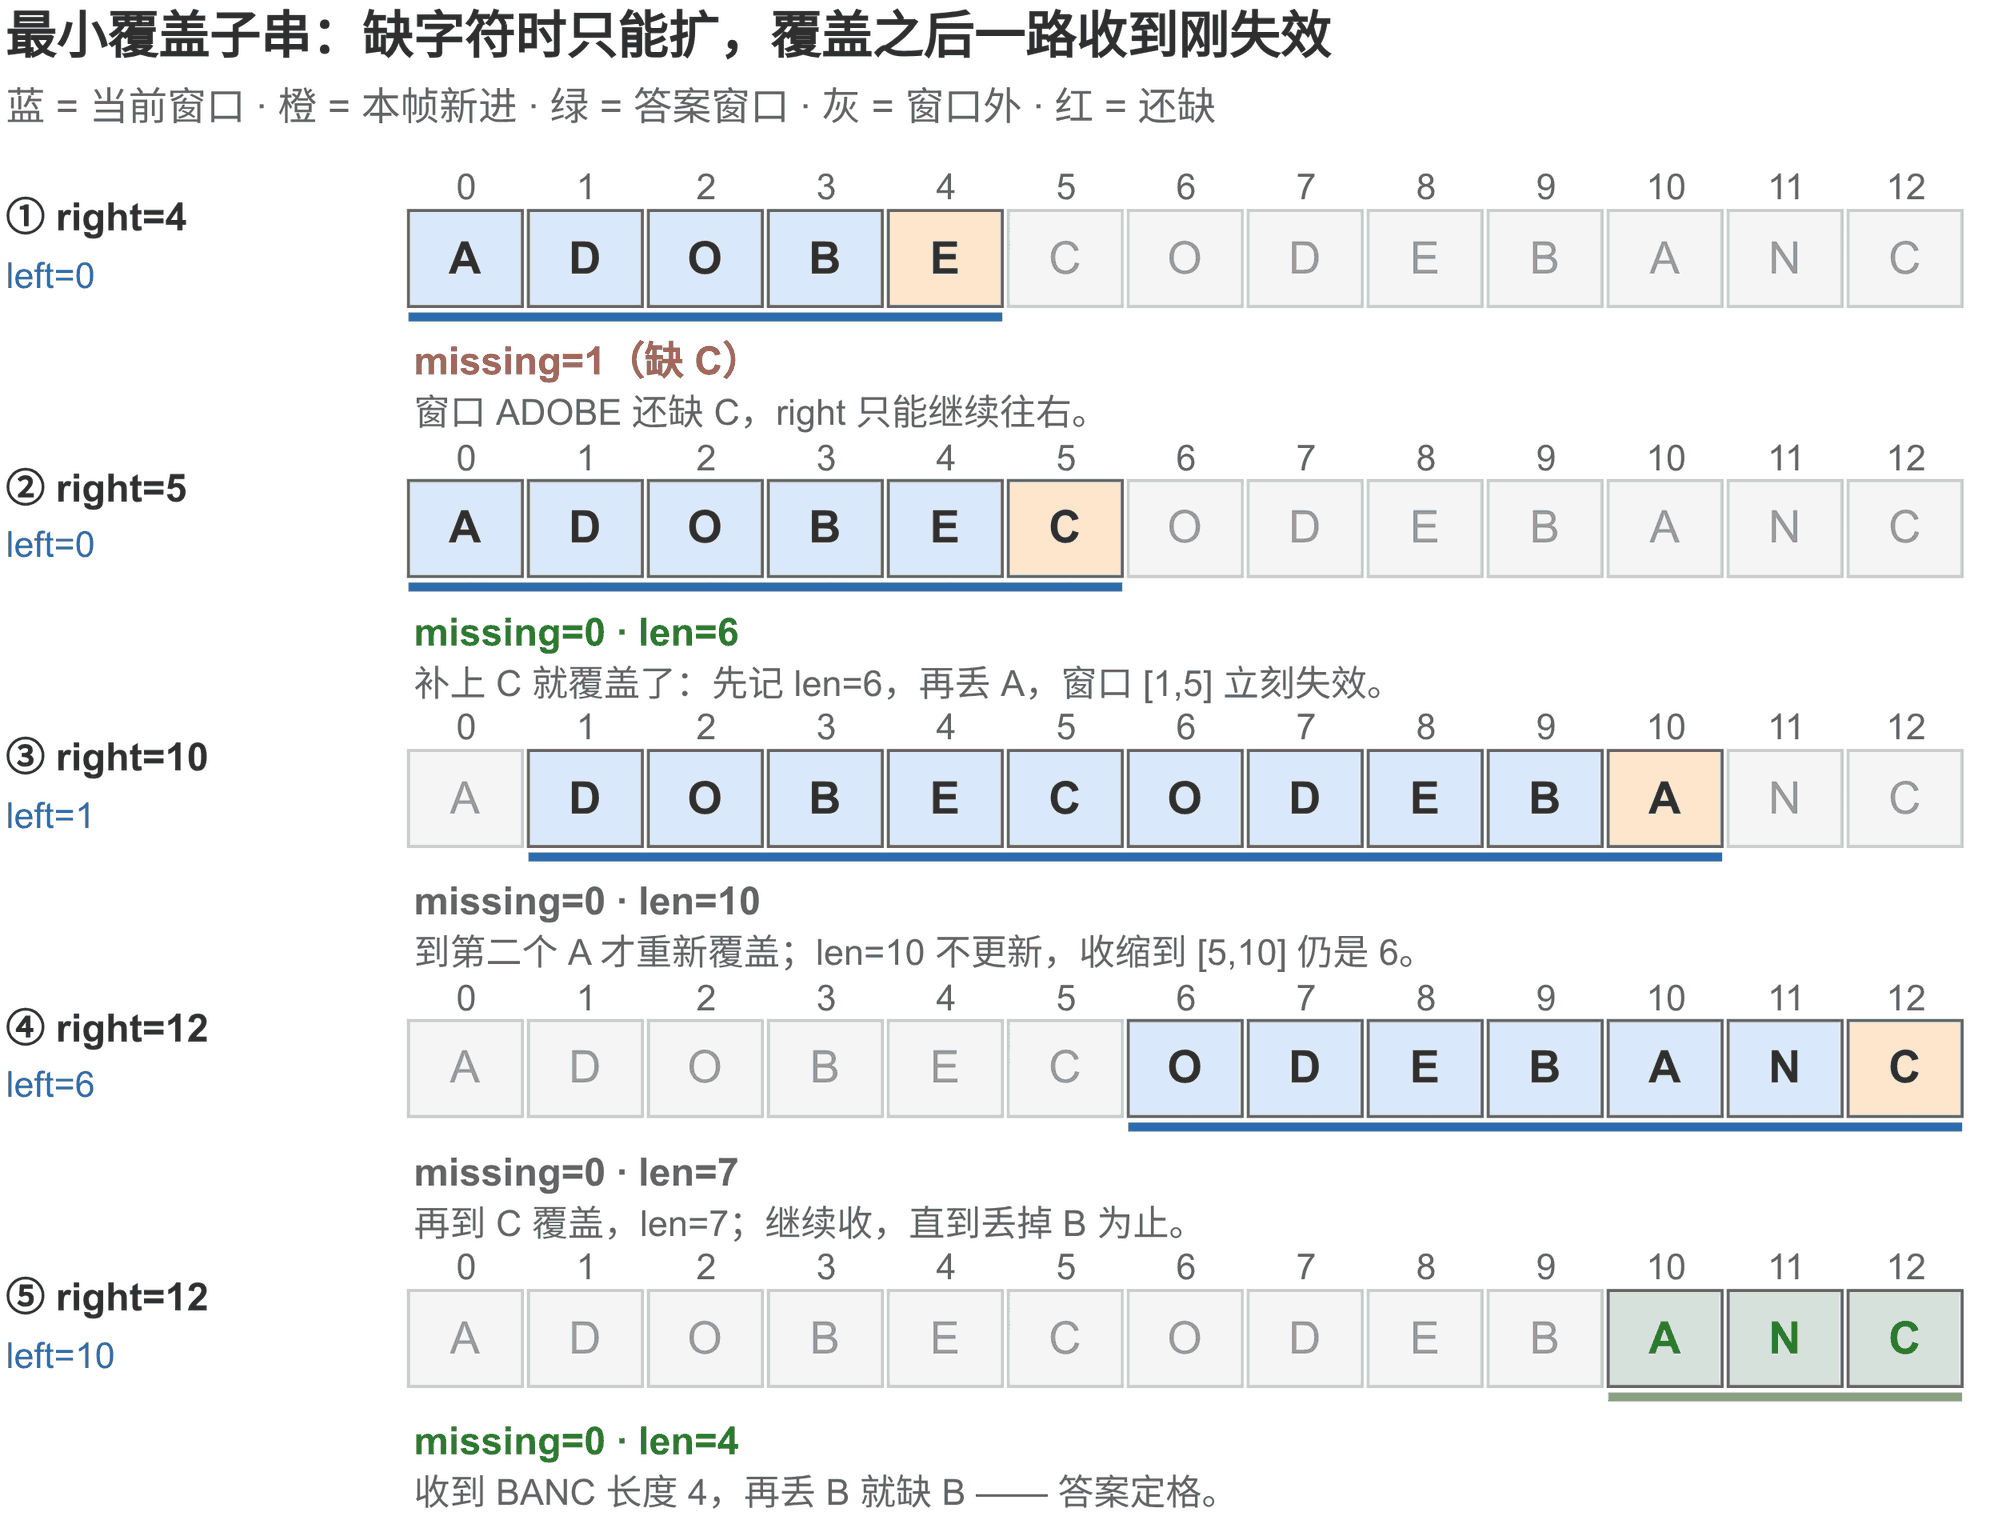 最小覆盖子串：缺字符时只能扩，覆盖之后一路收到刚失效
蓝 = 当前窗口 · 橙 = 本帧新进 · 绿 = 答案窗口 · 灰 = 窗口外 · 红 = 还缺
0 1 2 3 4 5 6 7 8 9 10 11 12
① right=4
A D O B E C O D E B A N C
left=0
missing=1（缺 C）
窗口 ADOBE 还缺 C，right 只能继续往右。
0 1 2 3 4 5 6 7 8 9 10 11 12
② right=5
A D O B E C O D E B A N C
left=0
missing=0 · len=6
补上 C 就覆盖了：先记 len=6，再丢 A，窗口 [1,5] 立刻失效。
0 1 2 3 4 5 6 7 8 9 10 11 12
③ right=10
A D O B E C O D E B A N C
left=1
missing=0 · len=10
到第二个 A 才重新覆盖；len=10 不更新，收缩到 [5,10] 仍是 6。
0 1 2 3 4 5 6 7 8 9 10 11 12
④ right=12
A D O B E C O D E B A N C
left=6
missing=0 · len=7
再到 C 覆盖，len=7；继续收，直到丢掉 B 为止。
0 1 2 3 4 5 6 7 8 9 10 11 12
⑤ right=12
A D O B E C O D E B A N C
left=10
missing=0 · len=4
收到 BANC 长度 4，再丢 B 就缺 B —— 答案定格。